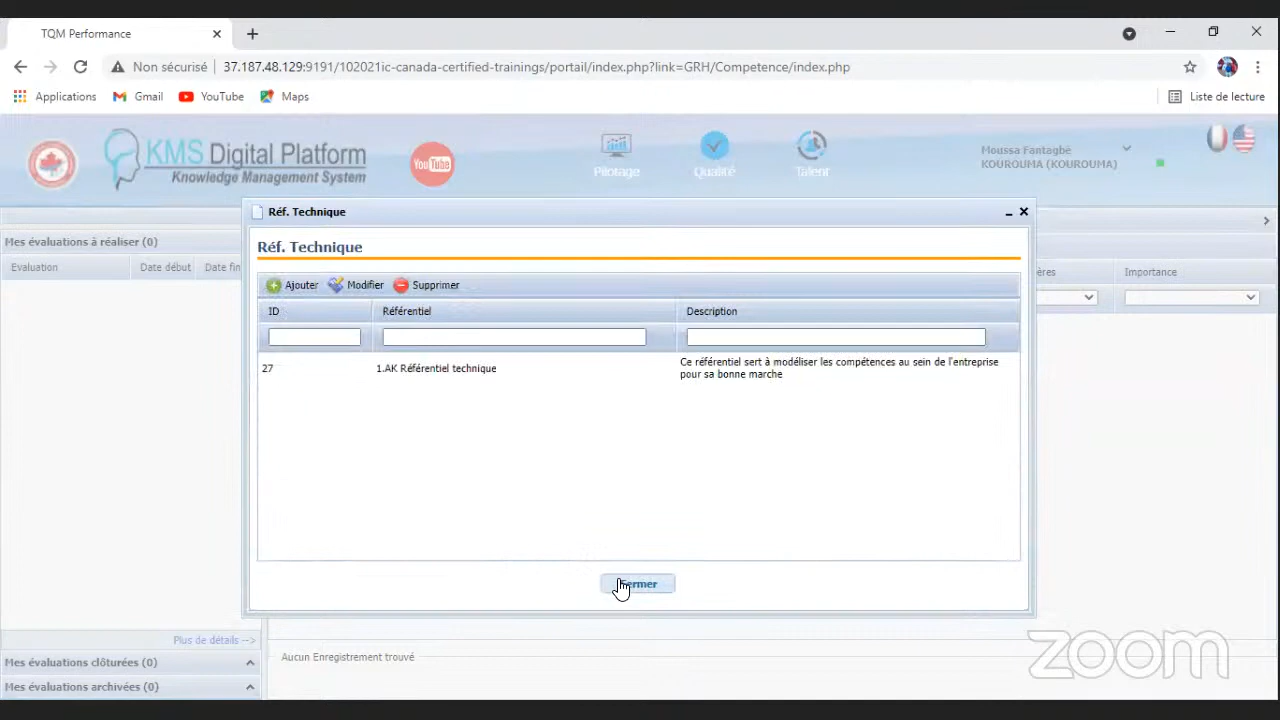 TQM Performance
Non sécurisé
37.187.48.129:9191/102021ic-canada-certified-trainings/portail/index.php?link=GRH/Competence/index.php
Applications
Gmail
YouTube
Maps
Liste de lecture
KMS Digital Platform
Knowledge Management System
YouTube
Pilotage
Qualité
Talent
Moussa Fantagbé
KOUROUMA (KOUROUMA)
Réf. Technique
Mes évaluations à réaliser (0)
Evaluation
Date début
Date fin
Importance
Réf. Technique
Ajouter
Modifier
Supprimer
ID
Référentiel
Description
27
1.AK Référentiel technique
Ce référentiel sert à modéliser les compétences au sein de l'entreprise
pour sa bonne marche
Fermer
Plus de détails -->
Mes évaluations clôturées (0)
Aucun Enregistrement trouvé
Mes évaluations archivées (0)
zoom